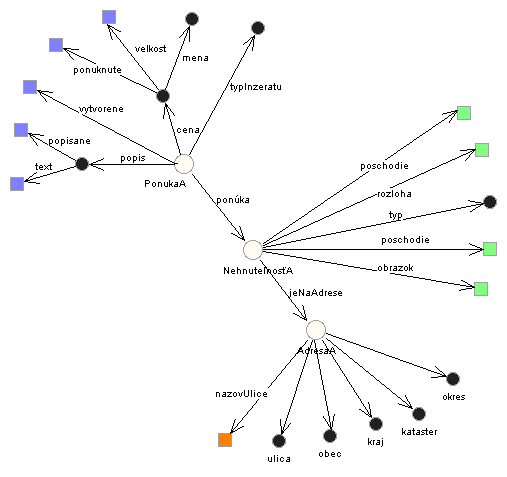 velkost
mena
ponuknute
typInzeratu
vytvorene
cena
popisane
popis
text
PonukaA
poschodie
rozloha
ponúka
typ
poschodie
NehnuteľnosťA
obrazok
jeNaAdrese
AdresaA
nazovUlice
okres
kataster
kraj
obec
ulica